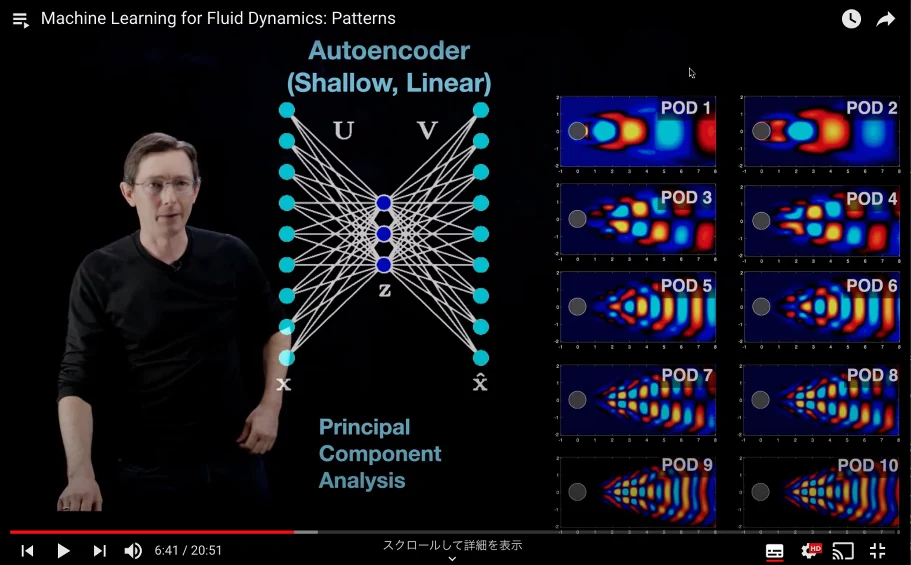 Machine Learning for Fluid Dynamics: Patterns
Autoencoder
(Shallow, Linear)
U V
z
x x̂
Principal
Component
Analysis
POD 1 POD 2
POD 3 POD 4
POD 5 POD 6
POD 7 POD 8
POD 9 POD 10
6:41 / 20:51
スクロールして詳細を表示
HD